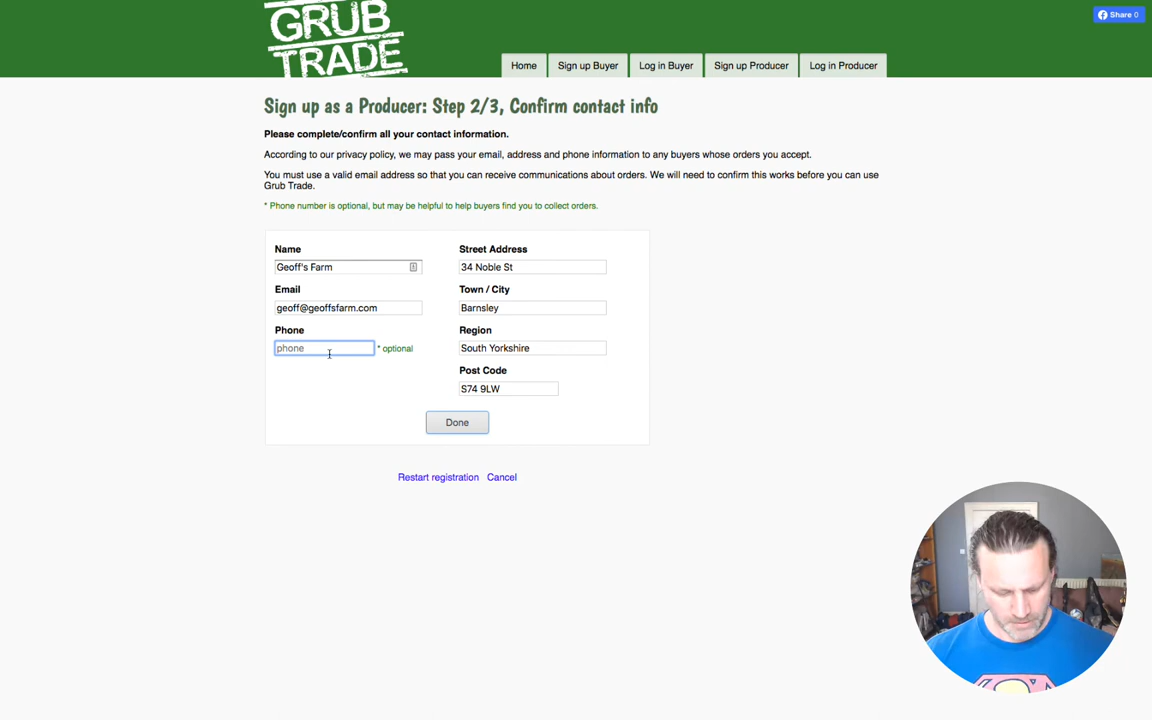 GRUB
TRADE
Share 0
Home
Sign up Buyer
Log in Buyer
Sign up Producer
Log in Producer
Sign up as a Producer: Step 2/3, Confirm contact info
Please complete/confirm all your contact information.
According to our privacy policy, we may pass your email, address and phone information to any buyers whose orders you accept.
You must use a valid email address so that you can receive communications about orders. We will need to confirm this works before you can use
Grub Trade.
* Phone number is optional, but may be helpful to help buyers find you to collect orders.
Name
Geoff's Farm
Email
geoff@geoffsfarm.com
Phone
phone
* optional
Street Address
34 Noble St
Town / City
Barnsley
Region
South Yorkshire
Post Code
S74 9LW
Done
Restart registration
Cancel